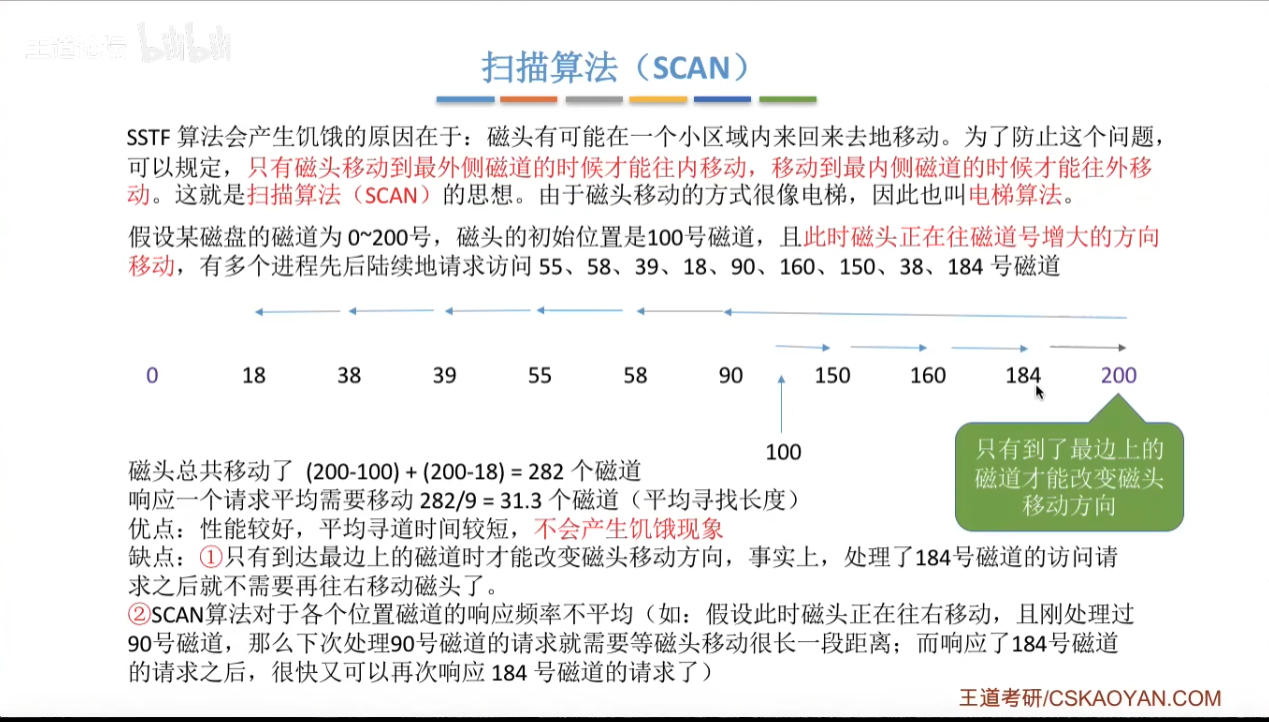 王道论坛 bilibili
扫描算法（SCAN）
SSTF 算法会产生饥饿的原因在于：磁头有可能在一个小区域内来回来去地移动。为了防止这个问题，
可以规定，只有磁头移动到最外侧磁道的时候才能往内移动，移动到最内侧磁道的时候才能往外移
动。这就是扫描算法（SCAN）的思想。由于磁头移动的方式很像电梯，因此也叫电梯算法。
假设某磁盘的磁道为 0~200号，磁头的初始位置是100号磁道，且此时磁头正在往磁道号增大的方向
移动，有多个进程先后陆续地请求访问 55、58、39、18、90、160、150、38、184 号磁道
0 18 38 39 55 58 90 150 160 184 200
100
只有到了最边上的
磁道才能改变磁头
移动方向
磁头总共移动了 (200-100) + (200-18) = 282 个磁道
响应一个请求平均需要移动 282/9 = 31.3 个磁道（平均寻找长度）
优点：性能较好，平均寻道时间较短，不会产生饥饿现象
缺点：①只有到达最边上的磁道时才能改变磁头移动方向，事实上，处理了184号磁道的访问请
求之后就不需要再往右移动磁头了。
②SCAN算法对于各个位置磁道的响应频率不平均（如：假设此时磁头正在往右移动，且刚处理过
90号磁道，那么下次处理90号磁道的请求就需要等磁头移动很长一段距离；而响应了184号磁道
的请求之后，很快又可以再次响应 184 号磁道的请求了）
王道考研/CSKAOYAN.COM